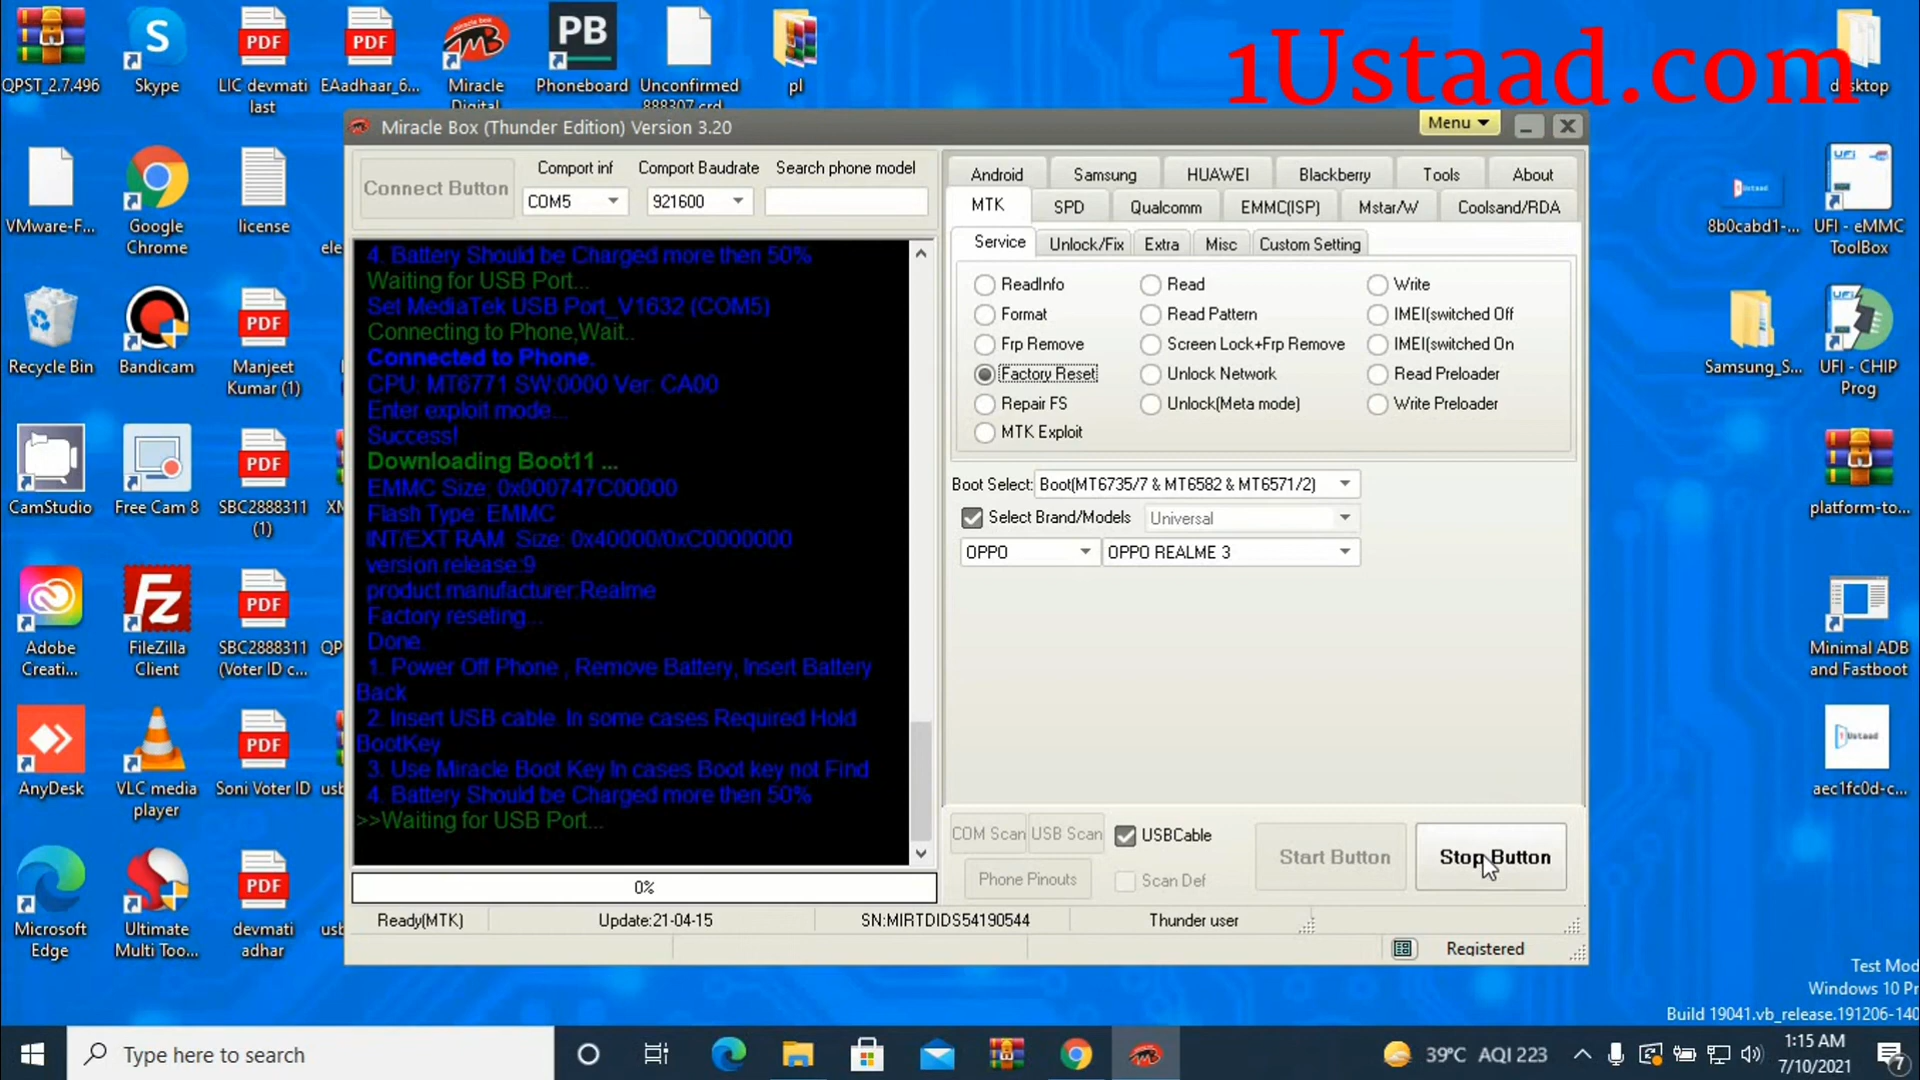 1Ustaad.com
QPST_2.7.496
Skype
LIC devmati
last
EAadhaar_6...
Miracle
Digital
Phoneboard
Unconfirmed
888307.crd
pl
desktop
VMware-F...
Google
Chrome
license
ele
8b0cabd1-...
UFI - eMMC
ToolBox
Recycle Bin
Bandicam
Manjeet
Kumar (1)
Samsung_S...
UFI - CHIP
Prog
CamStudio
Free Cam 8
SBC2888311
(1)
XM
platform-to...
Adobe
Creati...
FileZilla
Client
SBC2888311
(Voter ID c...
QP
Minimal ADB
and Fastboot
AnyDesk
VLC media
player
Soni Voter ID
usb
aec1fc0d-c...
Microsoft
Edge
Ultimate
Multi Too...
devmati
adhar
usb
Miracle Box (Thunder Edition) Version 3.20
Menu
Connect Button
Comport inf
COM5
Comport Baudrate
921600
Search phone model
4. Battery Should be Charged more then 50%
Waiting for USB Port...
Set MediaTek USB Port_V1632 (COM5)
Connecting to Phone,Wait..
Connected to Phone.
CPU: MT6771 SW:0000 Ver: CA00
Enter exploit mode...
Success!
Downloading Boot11 ...
EMMC Size: 0x000747C00000
Flash Type: EMMC
INT/EXT RAM Size: 0x40000/0xC0000000
version release:9
product.manufacturer:Realme
Factory reseting...
Done.
1. Power Off Phone , Remove Battery, Insert Battery
Back
2. Insert USB cable. In some cases Required Hold
BootKey
3. Use Miracle Boot Key In cases Boot key not Find
4. Battery Should be Charged more then 50%
>>Waiting for USB Port...
0%
Android
Samsung
HUAWEI
Blackberry
Tools
About
MTK
SPD
Qualcomm
EMMC(ISP)
Mstar/W
Coolsand/RDA
Service
Unlock/Fix
Extra
Misc
Custom Setting
ReadInfo
Read
Write
Format
Read Pattern
IMEI(switched Off
Frp Remove
Screen Lock+Frp Remove
IMEI(switched On
Factory Reset
Unlock Network
Read Preloader
Repair FS
Unlock(Meta mode)
Write Preloader
MTK Exploit
Boot Select:
Boot(MT6735/7 & MT6582 & MT6571/2)
Select Brand/Models
Universal
OPPO
OPPO REALME 3
COM Scan
USB Scan
USBCable
Phone Pinouts
Scan Def
Start Button
Stop Button
Ready(MTK)
Update:21-04-15
SN:MIRTDIDS54190544
Thunder user
Registered
Test Mod
Windows 10 Pr
Build 19041.vb_release.191206-140
Type here to search
39°C AQI 223
1:15 AM
7/10/2021
7